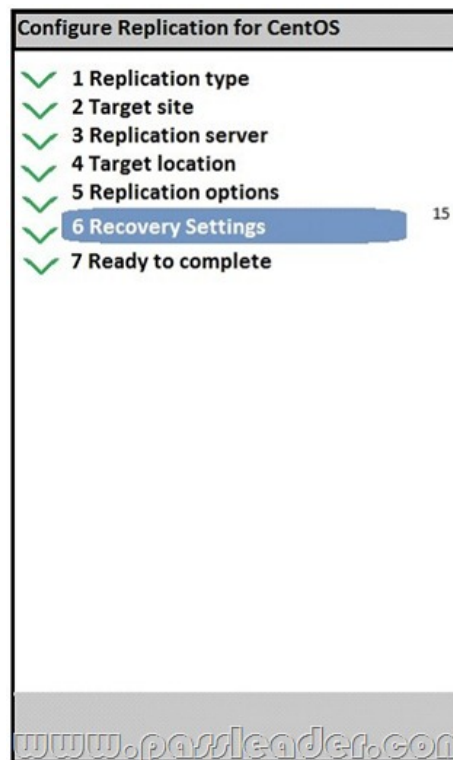 Configure Replication for CentOS
1 Replication type
2 Target site
3 Replication server
4 Target location
5 Replication options
6 Recovery Settings
15
7 Ready to complete
www.passleader.com